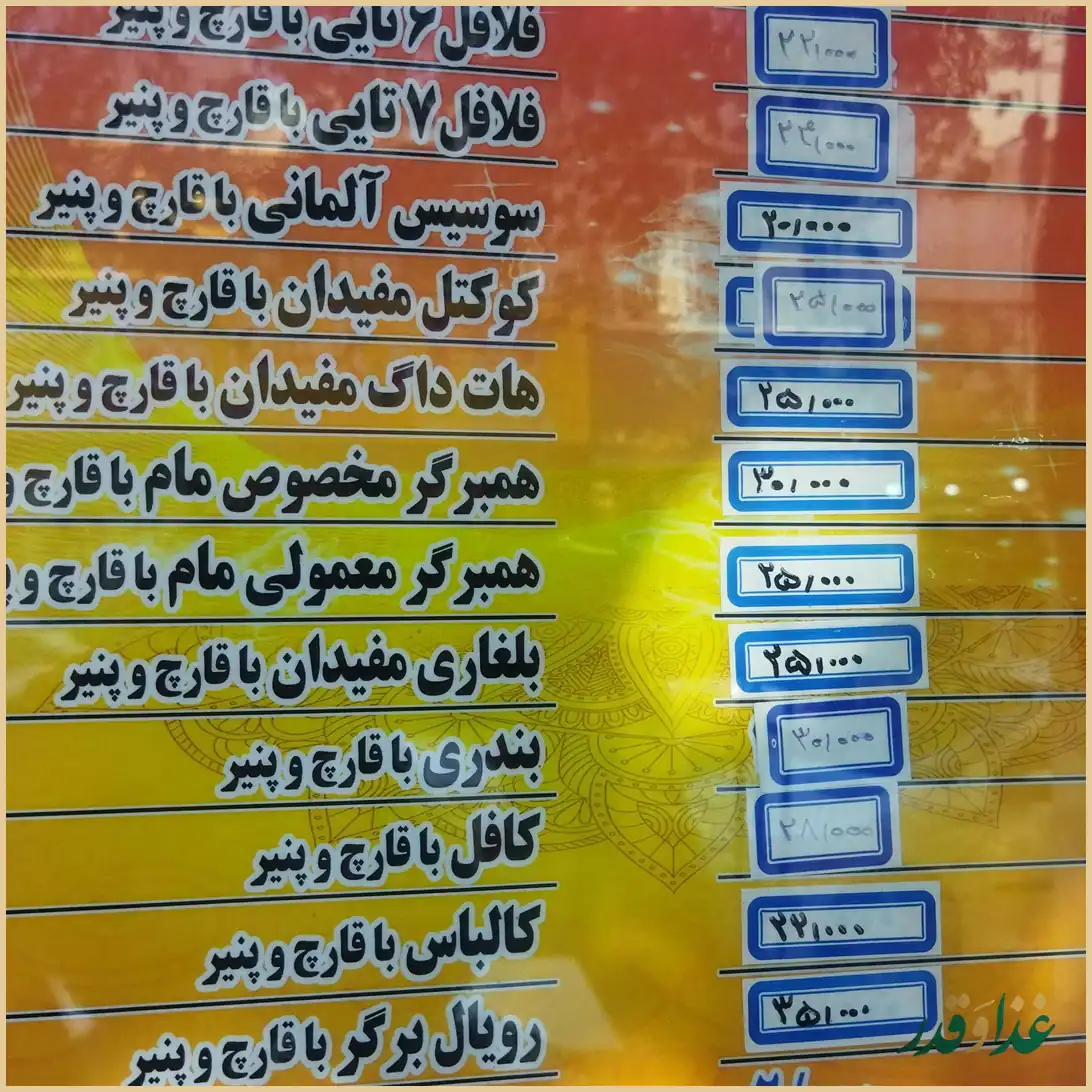 فلافل ۶ تایی با قارچ و پنیر ۲۲,۰۰۰
فلافل ۷ تایی با قارچ و پنیر ۲۴,۰۰۰
سوسیس آلمانی با قارچ و پنیر ۳۰,۰۰۰
کوکتل مفیدان با قارچ و پنیر ۲۵,۰۰۰
هات داگ مفیدان با قارچ و پنیر ۲۵,۰۰۰
همبرگر مخصوص مام با قارچ و ۳۰,۰۰۰
همبرگر معمولی مام با قارچ و ۲۵,۰۰۰
بلغاری مفیدان با قارچ و پنیر ۲۵,۰۰۰
بندری با قارچ و پنیر ۳۰,۰۰۰
کافل با قارچ و پنیر ۲۸,۰۰۰
کالباس با قارچ و پنیر ۲۲,۰۰۰
رویال برگر با قارچ و پنیر ۳۵,۰۰۰
غذا و قدر